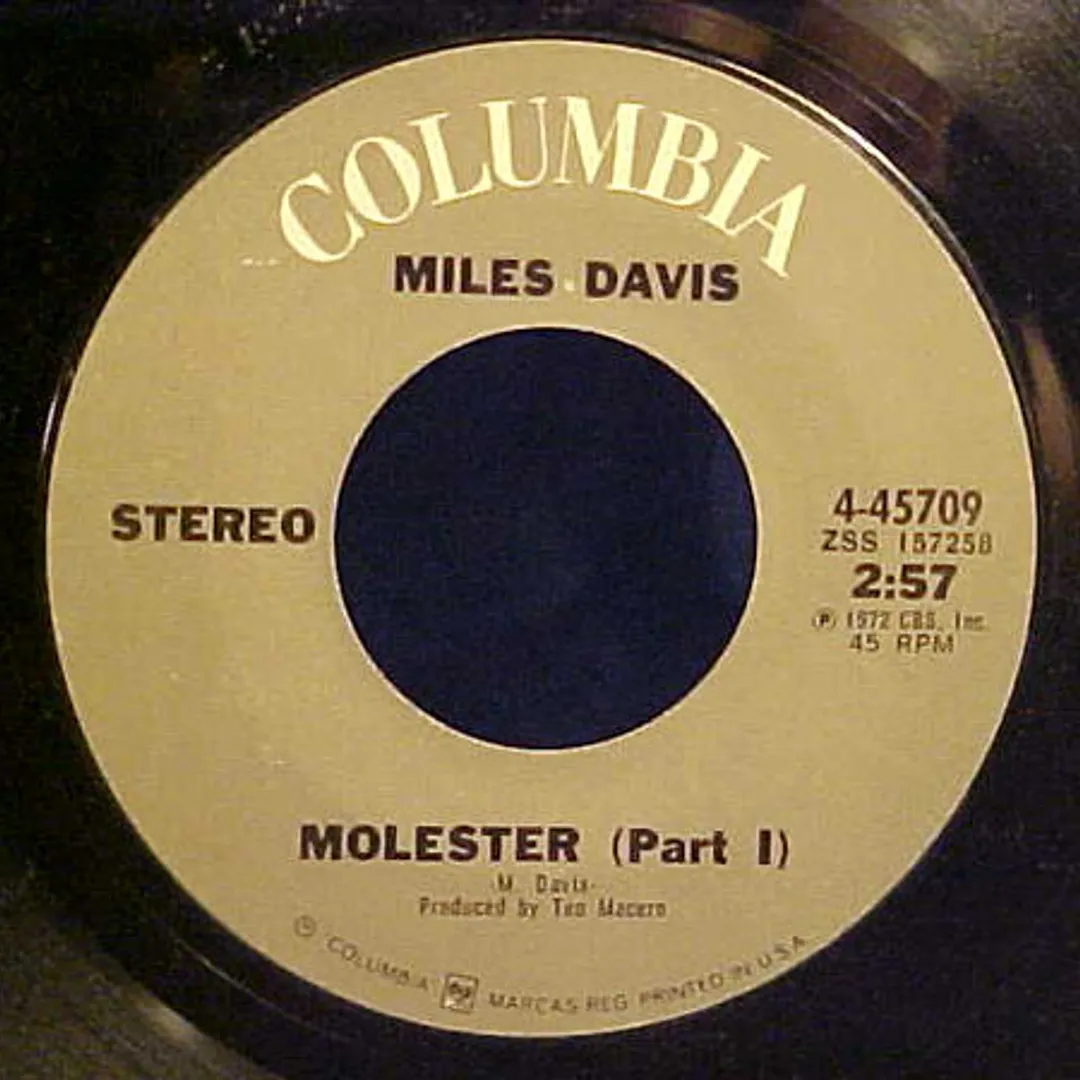 COLUMBIA
MILES DAVIS
STEREO
4-45709
ZSS 157258
2:57
Ⓟ 1972 CBS, Inc.
45 RPM
MOLESTER (Part I)
-M. Davis-
Produced by Teo Macero
COLUMBIA MARCAS REG. PRINTED IN U.S.A.